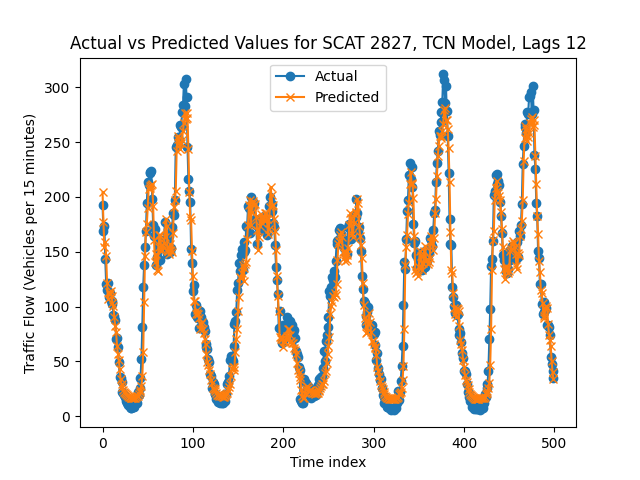 Actual vs Predicted Values for SCAT 2827, TCN Model, Lags 12
Actual
Predicted
Traffic Flow (Vehicles per 15 minutes)
300
250
200
150
100
50
0
0 100 200 300 400 500
Time index